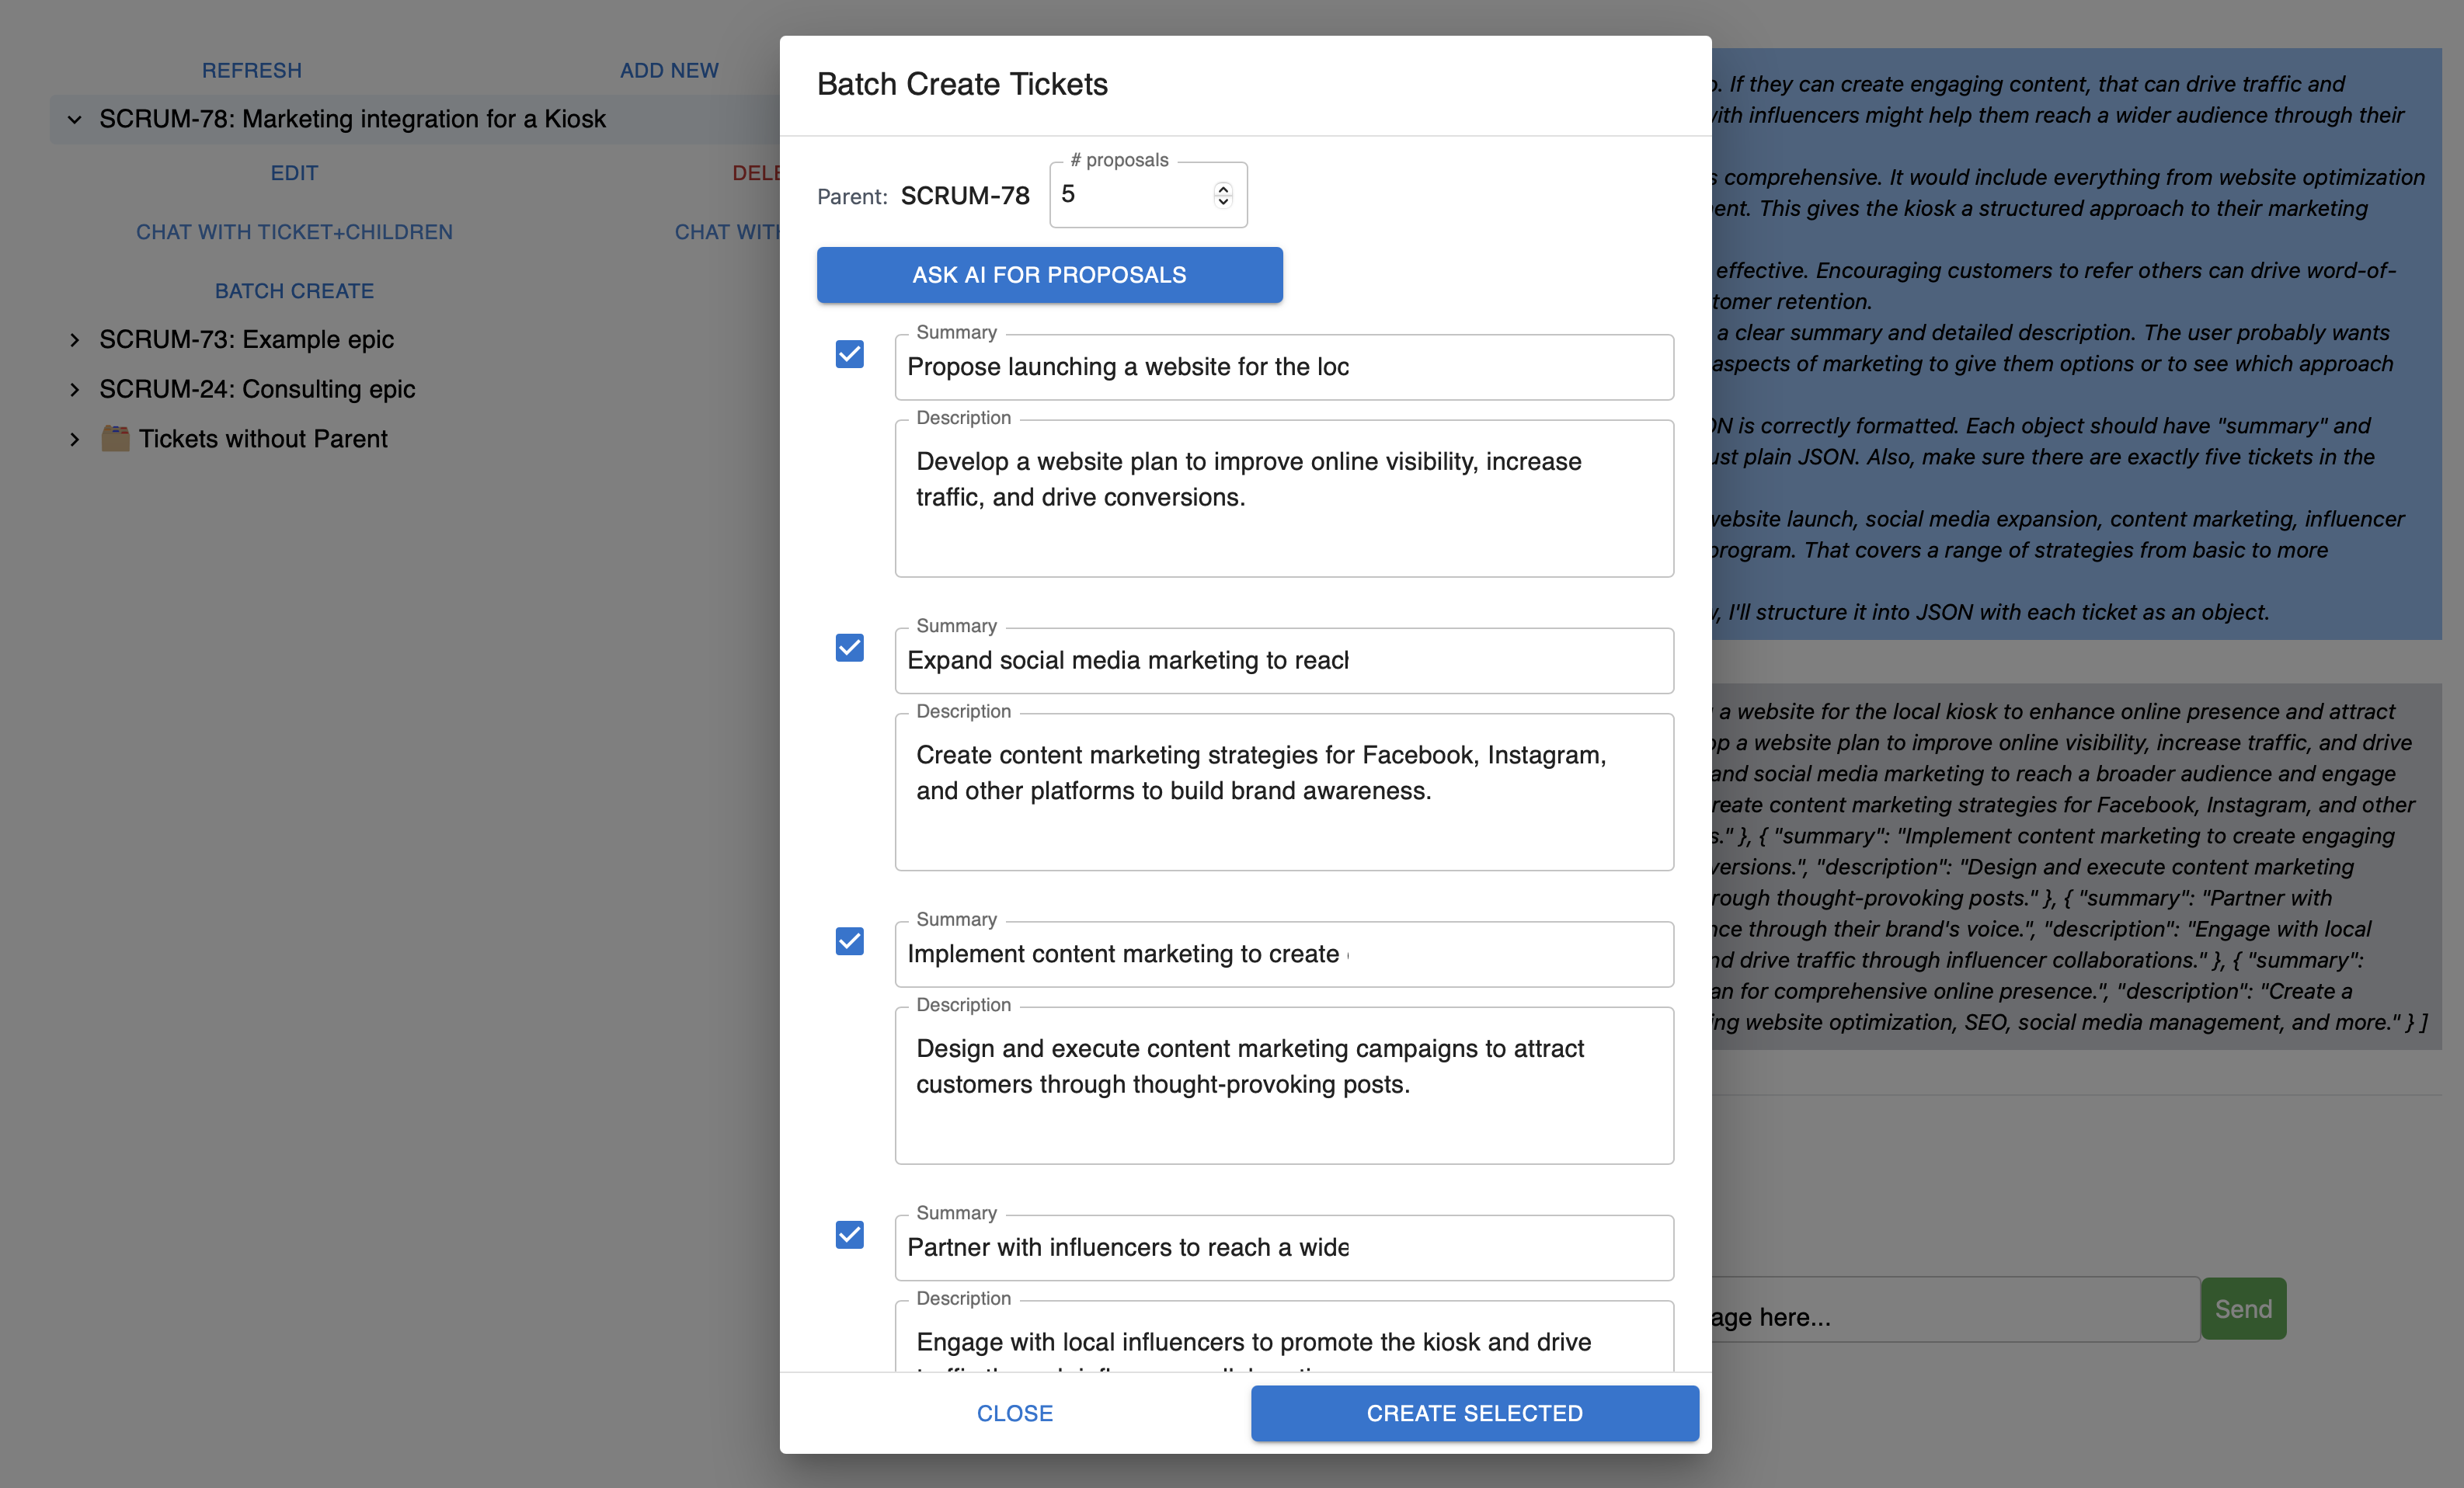 REFRESH
ADD NEW
SCRUM-78: Marketing integration for a Kiosk
EDIT
CHAT WITH TICKET+CHILDREN
CHAT
BATCH CREATE
SCRUM-73: Example epic
SCRUM-24: Consulting epic
Tickets without Parent
Batch Create Tickets
# proposals
Parent: SCRUM-78 5
ASK AI FOR PROPOSALS
Summary
Propose launching a website for the loc
Description
Develop a website plan to improve online visibility, increase
traffic, and drive conversions.
Summary
Expand social media marketing to reach
Description
Create content marketing strategies for Facebook, Instagram,
and other platforms to build brand awareness.
Summary
Implement content marketing to create
Description
Design and execute content marketing campaigns to attract
customers through thought-provoking posts.
Summary
Partner with influencers to reach a wide
Description
Engage with local influencers to promote the kiosk and drive
CLOSE
CREATE SELECTED
. If they can create engaging content, that can drive traffic and
with influencers might help them reach a wider audience through their
s comprehensive. It would include everything from website optimization
ent. This gives the kiosk a structured approach to their marketing
effective. Encouraging customers to refer others can drive word-of-
tomer retention.
a clear summary and detailed description. The user probably wants
aspects of marketing to give them options or to see which approach
ON is correctly formatted. Each object should have "summary" and
ust plain JSON. Also, make sure there are exactly five tickets in the
website launch, social media expansion, content marketing, influencer
program. That covers a range of strategies from basic to more
, I'll structure it into JSON with each ticket as an object.
a website for the local kiosk to enhance online presence and attract
op a website plan to improve online visibility, increase traffic, and drive
and social media marketing to reach a broader audience and engage
reate content marketing strategies for Facebook, Instagram, and other
s." }, { "summary": "Implement content marketing to create engaging
versions.", "description": "Design and execute content marketing
rough thought-provoking posts." }, { "summary": "Partner with
nce through their brand's voice.", "description": "Engage with local
nd drive traffic through influencer collaborations." }, { "summary":
an for comprehensive online presence.", "description": "Create a
ing website optimization, SEO, social media management, and more." } ]
age here...
Send